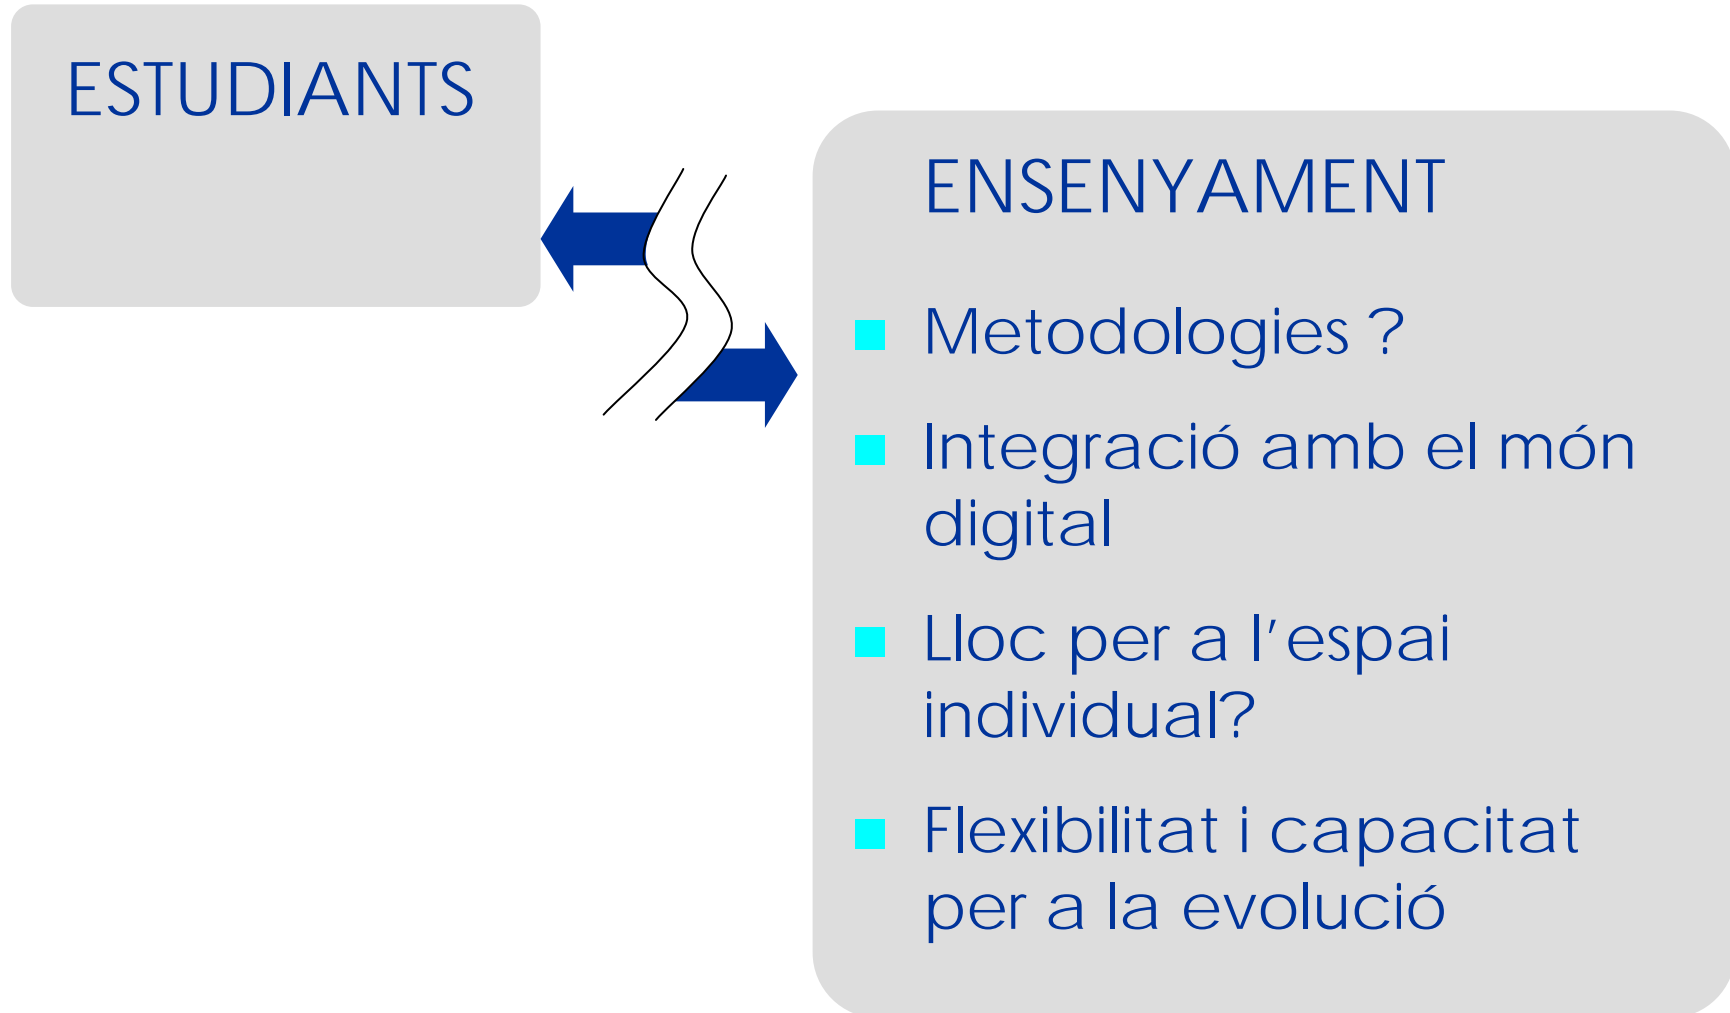 ESTUDIANTS
ENSENYAMENT
Metodologies ?
Integració amb el món
digital
Lloc per a l’espai
individual?
Flexibilitat i capacitat
per a la evolució